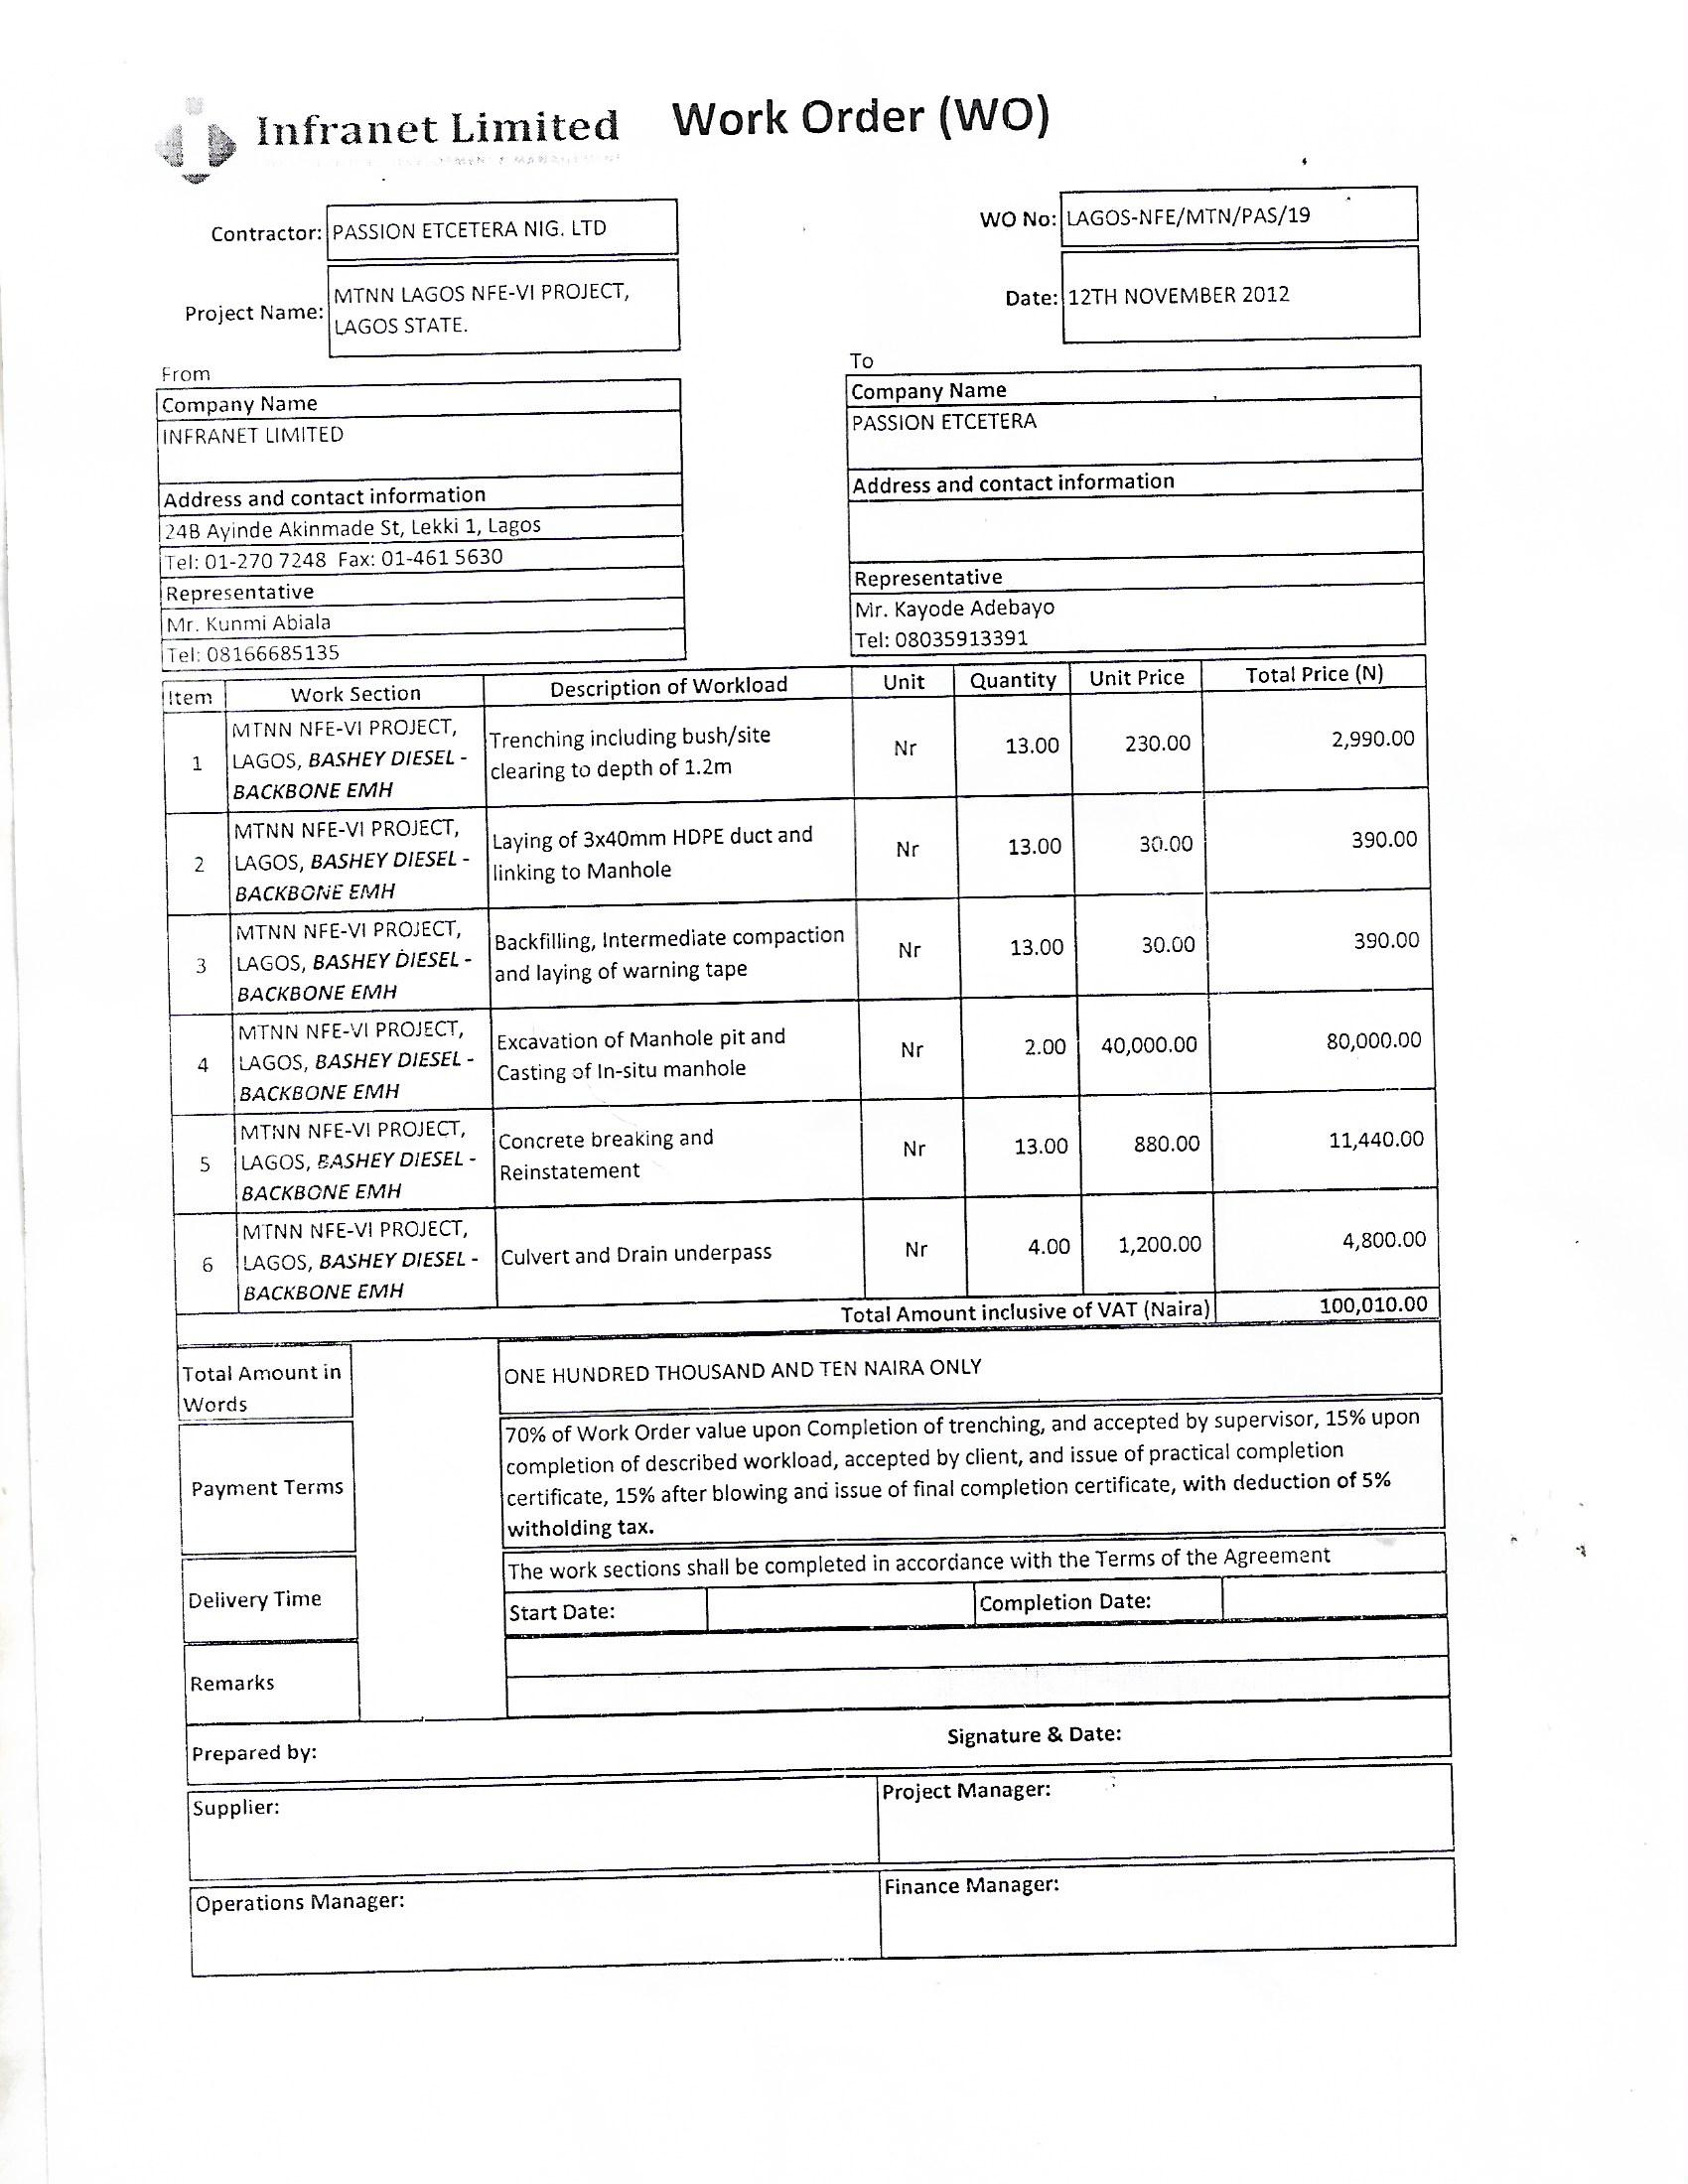 Infranet Limited Work Order (WO)
Contractor: PASSION ETCETERA NIG. LTD
WO No: LAGOS-NFE/MTN/PAS/19
Project Name: MTNN LAGOS NFE-VI PROJECT,
LAGOS STATE.
Date: 12TH NOVEMBER 2012
From
Company Name
INFRANET LIMITED
Address and contact information
24B Ayinde Akinmade St, Lekki 1, Lagos
Tel: 01-270 7248 Fax: 01-461 5630
Representative
Mr. Kunmi Abiala
Tel: 08166685135
To
Company Name
PASSION ETCETERA
Address and contact information
Representative
Mr. Kayode Adebayo
Tel: 08035913391
Item Work Section Description of Workload Unit Quantity Unit Price Total Price (N)
MTNN NFE-VI PROJECT,
1 LAGOS, BASHEY DIESEL - Trenching including bush/site Nr 13.00 230.00 2,990.00
BACKBONE EMH clearing to depth of 1.2m
MTNN NFE-VI PROJECT,
2 LAGOS, BASHEY DIESEL - Laying of 3x40mm HDPE duct and Nr 13.00 30.00 390.00
BACKBONE EMH linking to Manhole
MTNN NFE-VI PROJECT,
3 LAGOS, BASHEY DIESEL - Backfilling, Intermediate compaction Nr 13.00 30.00 390.00
BACKBONE EMH and laying of warning tape
MTNN NFE-VI PROJECT,
4 LAGOS, BASHEY DIESEL - Excavation of Manhole pit and Nr 2.00 40,000.00 80,000.00
BACKBONE EMH Casting of In-situ manhole
MTNN NFE-VI PROJECT,
5 LAGOS, BASHEY DIESEL - Concrete breaking and Nr 13.00 880.00 11,440.00
BACKBONE EMH Reinstatement
MTNN NFE-VI PROJECT,
6 LAGOS, BASHEY DIESEL - Culvert and Drain underpass Nr 4.00 1,200.00 4,800.00
BACKBONE EMH
Total Amount inclusive of VAT (Naira) 100,010.00
Total Amount in
Words
ONE HUNDRED THOUSAND AND TEN NAIRA ONLY
Payment Terms
70% of Work Order value upon Completion of trenching, and accepted by supervisor, 15% upon
completion of described workload, accepted by client, and issue of practical completion
certificate, 15% after blowing and issue of final completion certificate, with deduction of 5%
witholding tax.
Delivery Time
The work sections shall be completed in accordance with the Terms of the Agreement
Start Date: Completion Date:
Remarks
Prepared by: Signature & Date:
Supplier: Project Manager:
Operations Manager: Finance Manager: